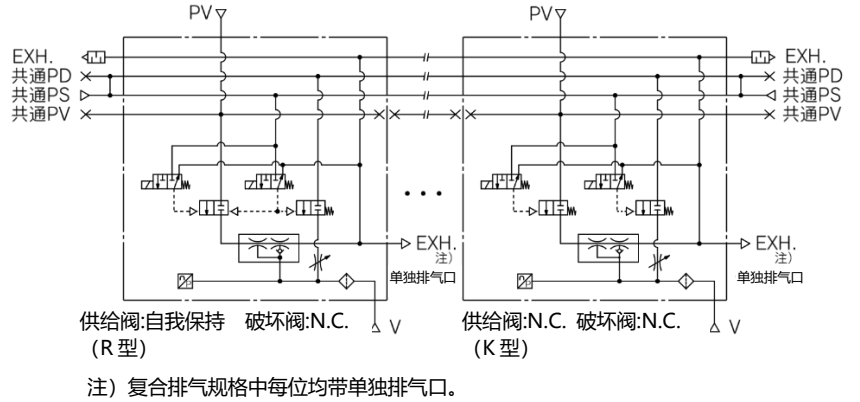 PV PV
EXH. EXH.
共通PD 共通PD
共通PS 共通PS
共通PV 共通PV
EXH. EXH.
注) 注)
单独排气口 单独排气口
V V
供给阀:自我保持 破坏阀:N.C. 供给阀:N.C. 破坏阀:N.C.
（R 型） （K 型）
注）复合排气规格中每位均带单独排气口。